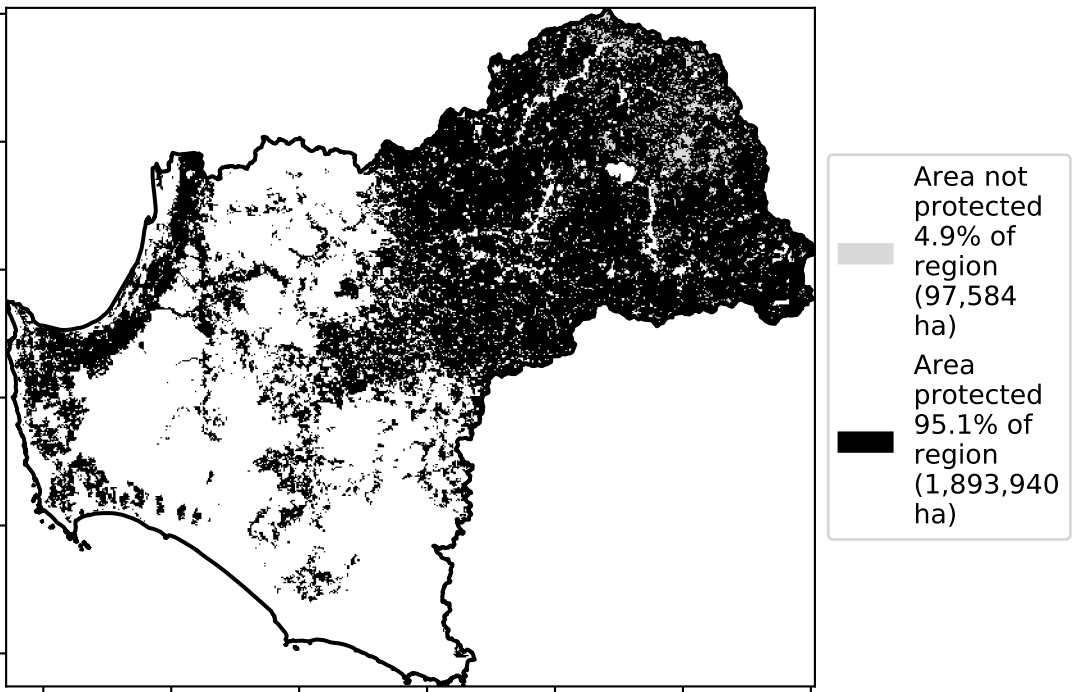 Area not
protected
4.9% of
region
(97,584
ha)
Area
protected
95.1% of
region
(1,893,940
ha)